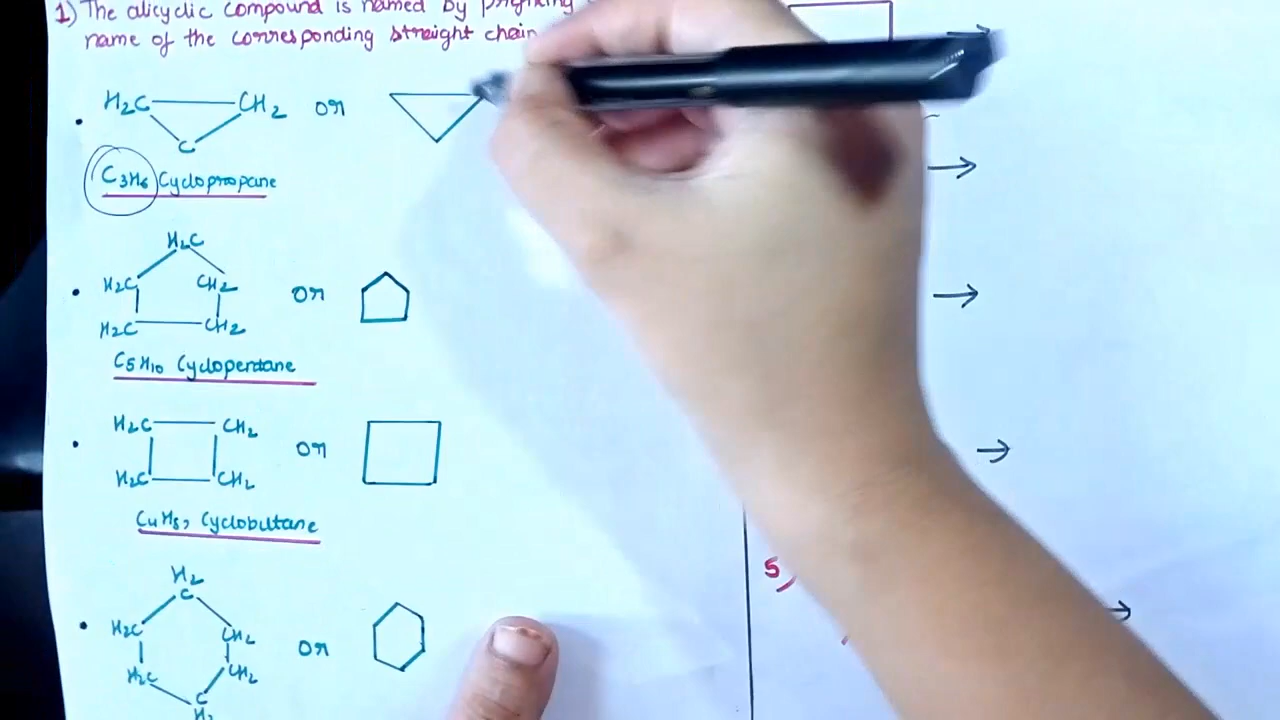 1) The alicyclic compound is named by prefixing
name of the corresponding straight chain
H₂C CH₂ or
C
C₃H₆ Cyclopropane
H₂C
H₂C CH₂ or
H₂C CH₂
C₅H₁₀ Cyclopentane
H₂C CH₂ or
H₂C CH₂
C₄H₈, Cyclobutane
H₂
C
H₂C CH₂ or
H₂C CH₂
C
H₂
5)